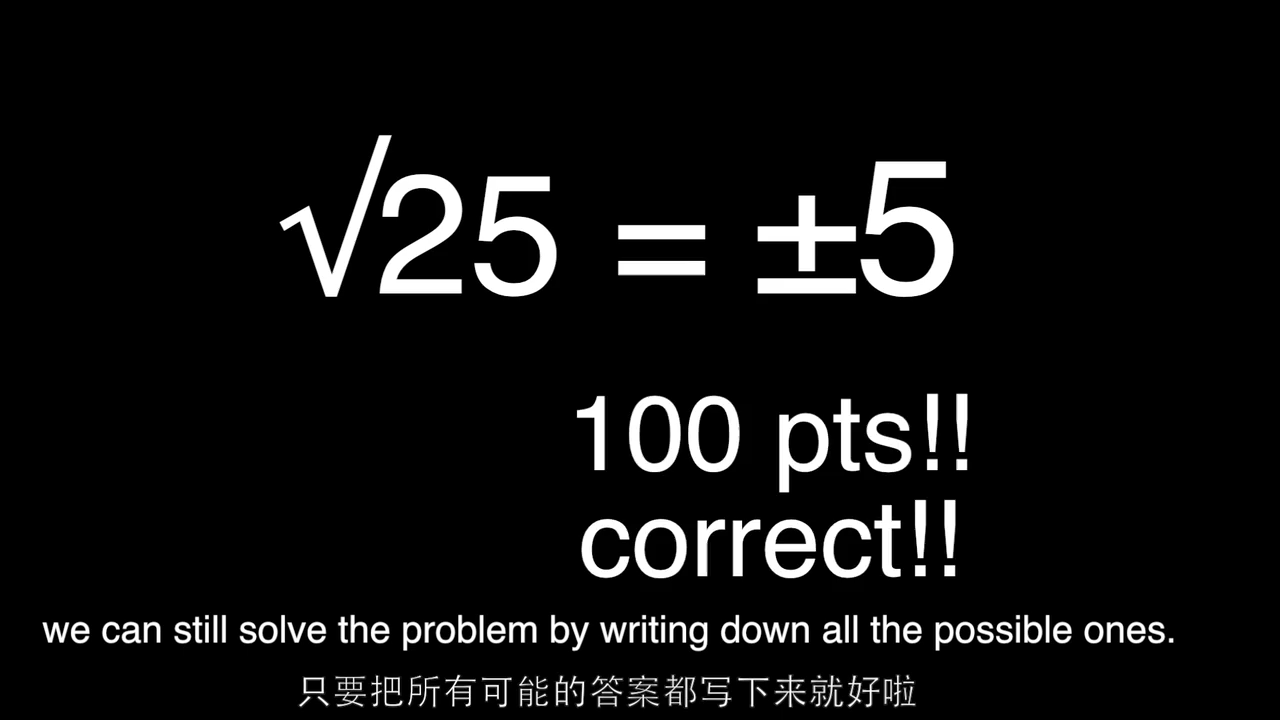 √25 = ±5
100 pts!!
correct!!
we can still solve the problem by writing down all the possible ones.
只要把所有可能的答案都写下来就好啦